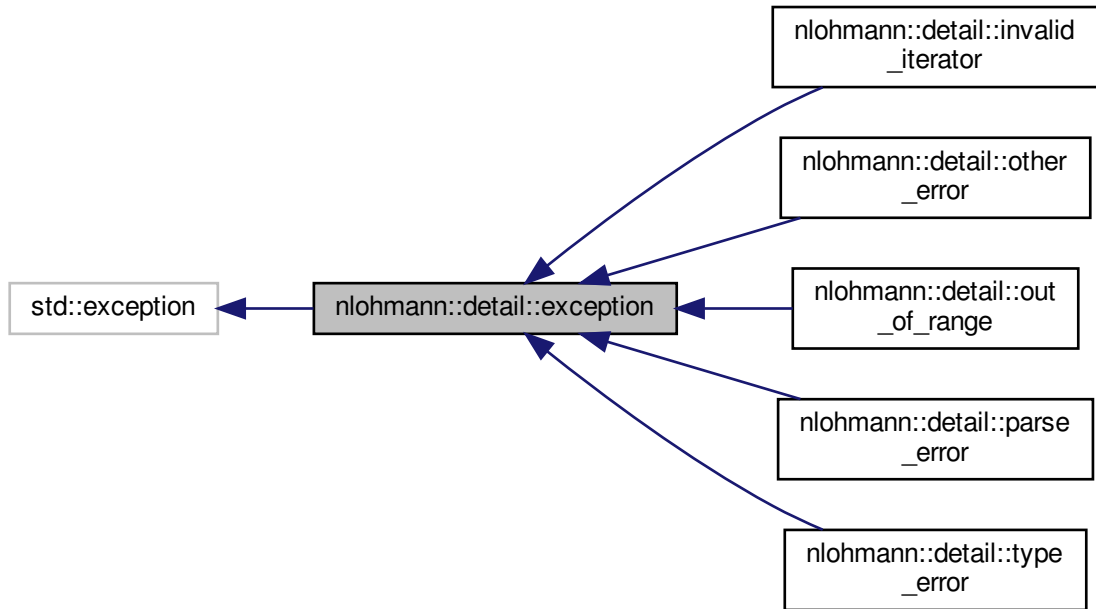 nlohmann::detail::invalid
_iterator
nlohmann::detail::other
_error
std::exception
nlohmann::detail::exception
nlohmann::detail::out
_of_range
nlohmann::detail::parse
_error
nlohmann::detail::type
_error